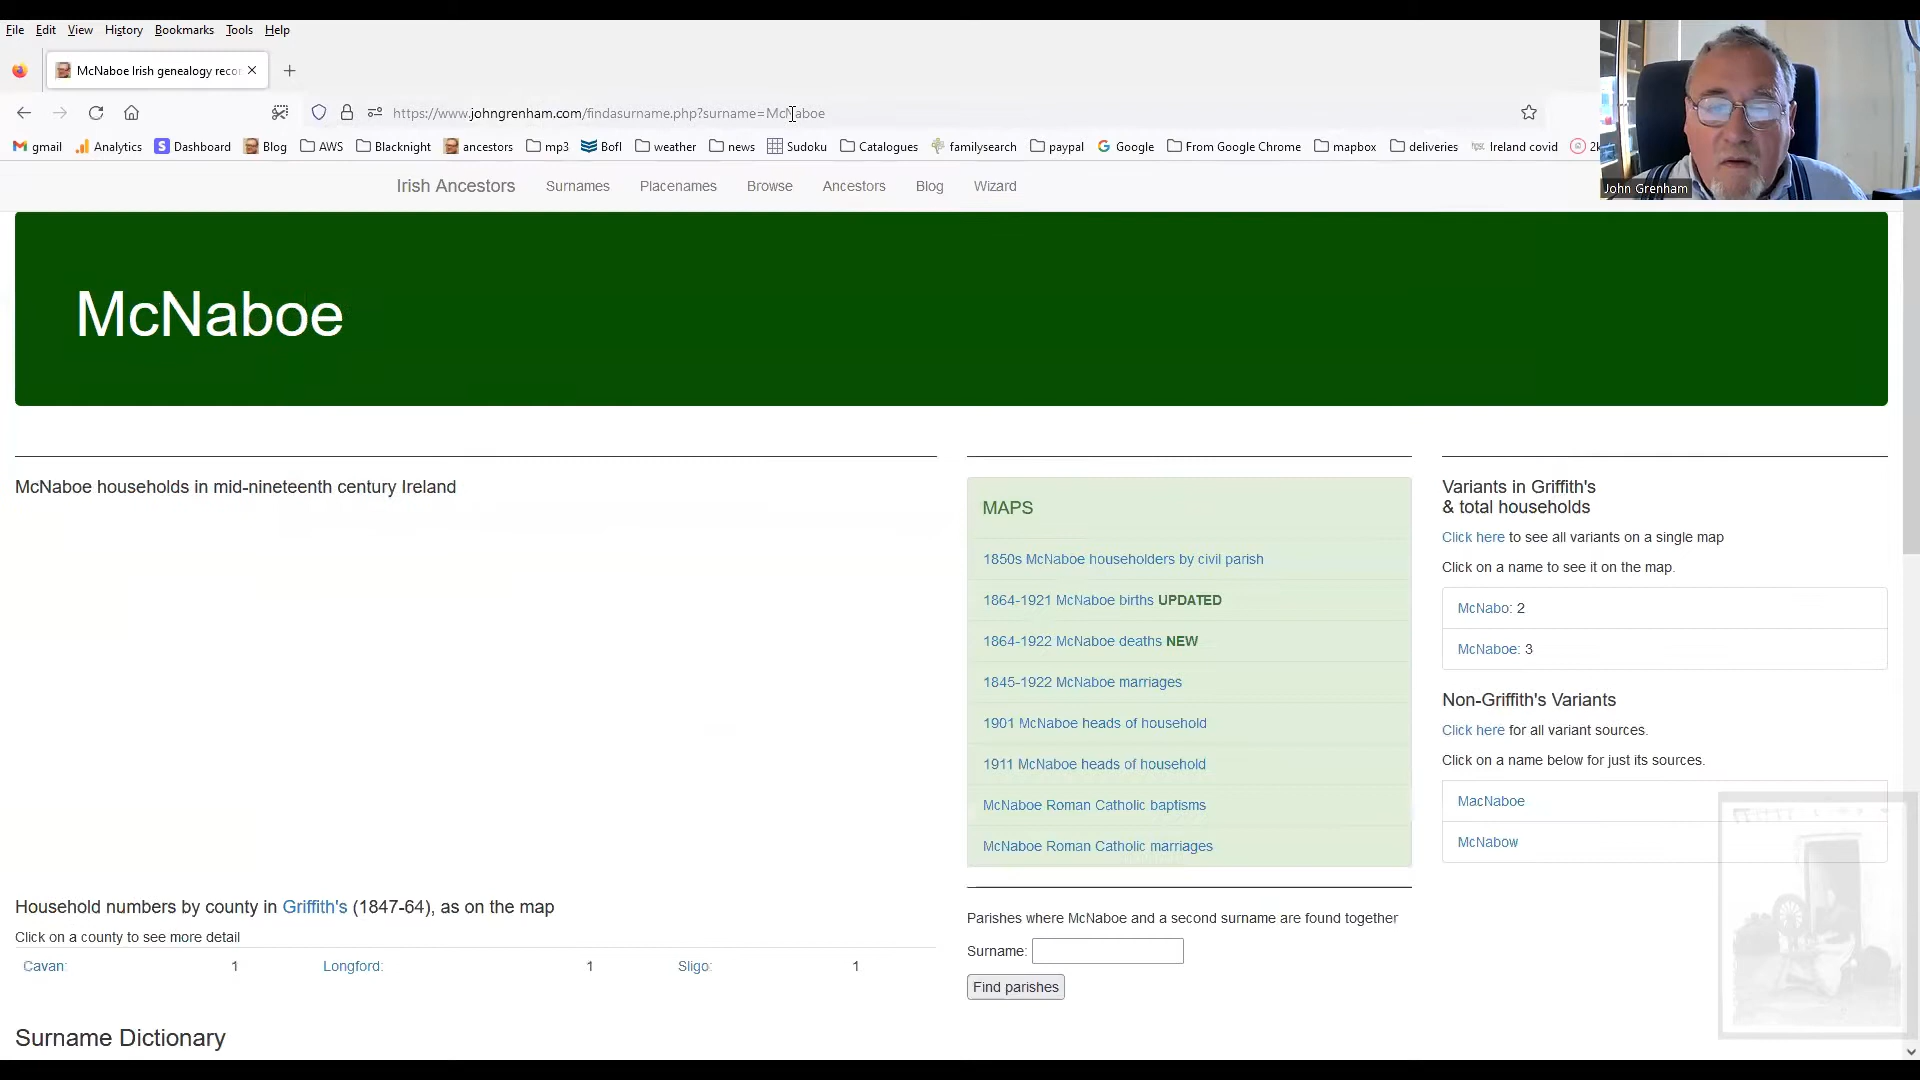 File Edit View History Bookmarks Tools Help
McNaboe Irish genealogy reco
https://www.johngrenham.com/findasurname.php?surname=McNaboe
gmail Analytics Dashboard Blog AWS Blacknight ancestors mp3 BofI weather news Sudoku Catalogues familysearch paypal Google From Google Chrome mapbox deliveries Ireland covid
John Grenham
Irish Ancestors Surnames Placenames Browse Ancestors Blog Wizard
McNaboe
McNaboe households in mid-nineteenth century Ireland
Household numbers by county in Griffith's (1847-64), as on the map
Click on a county to see more detail
Cavan: 1 Longford: 1 Sligo: 1
Surname Dictionary
MAPS
1850s McNaboe householders by civil parish
1864-1921 McNaboe births UPDATED
1864-1922 McNaboe deaths NEW
1845-1922 McNaboe marriages
1901 McNaboe heads of household
1911 McNaboe heads of household
McNaboe Roman Catholic baptisms
McNaboe Roman Catholic marriages
Parishes where McNaboe and a second surname are found together
Surname:
Find parishes
Variants in Griffith's
& total households
Click here to see all variants on a single map
Click on a name to see it on the map.
McNabo: 2
McNaboe: 3
Non-Griffith's Variants
Click here for all variant sources.
Click on a name below for just its sources.
MacNaboe
McNabow